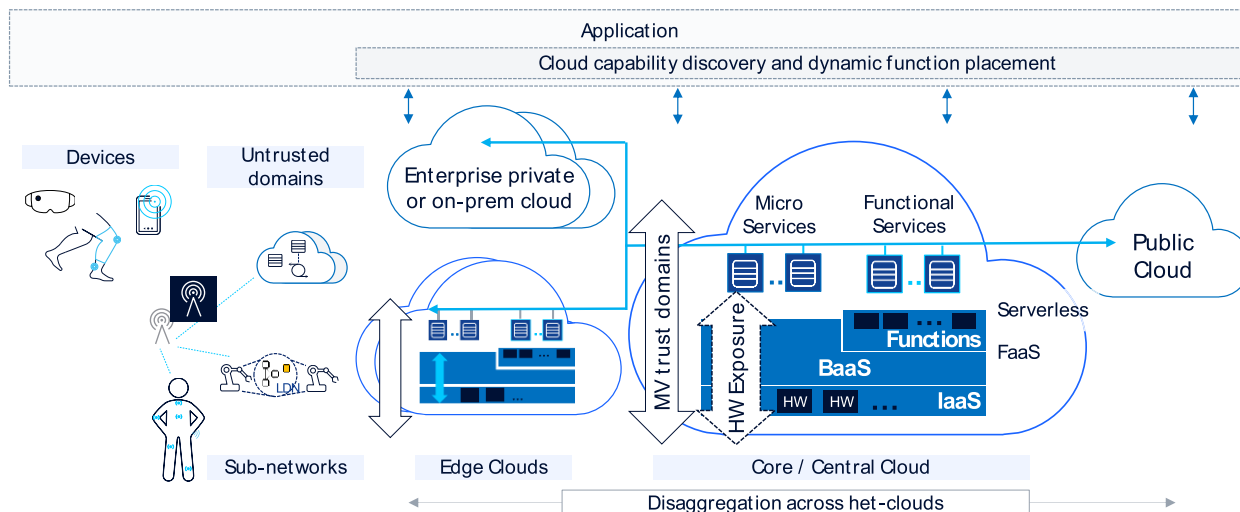 Application
Cloud capability discovery and dynamic function placement
Devices
Untrusted
domains
Enterprise private
or on-prem cloud
Micro
Services
Functional
Services
Public
Cloud
MV trust domains
HW Exposure
Serverless
Functions
FaaS
BaaS
HW
HW
...
IaaS
LDN
Sub-networks
Edge Clouds
Core / Central Cloud
Disaggregation across het-clouds